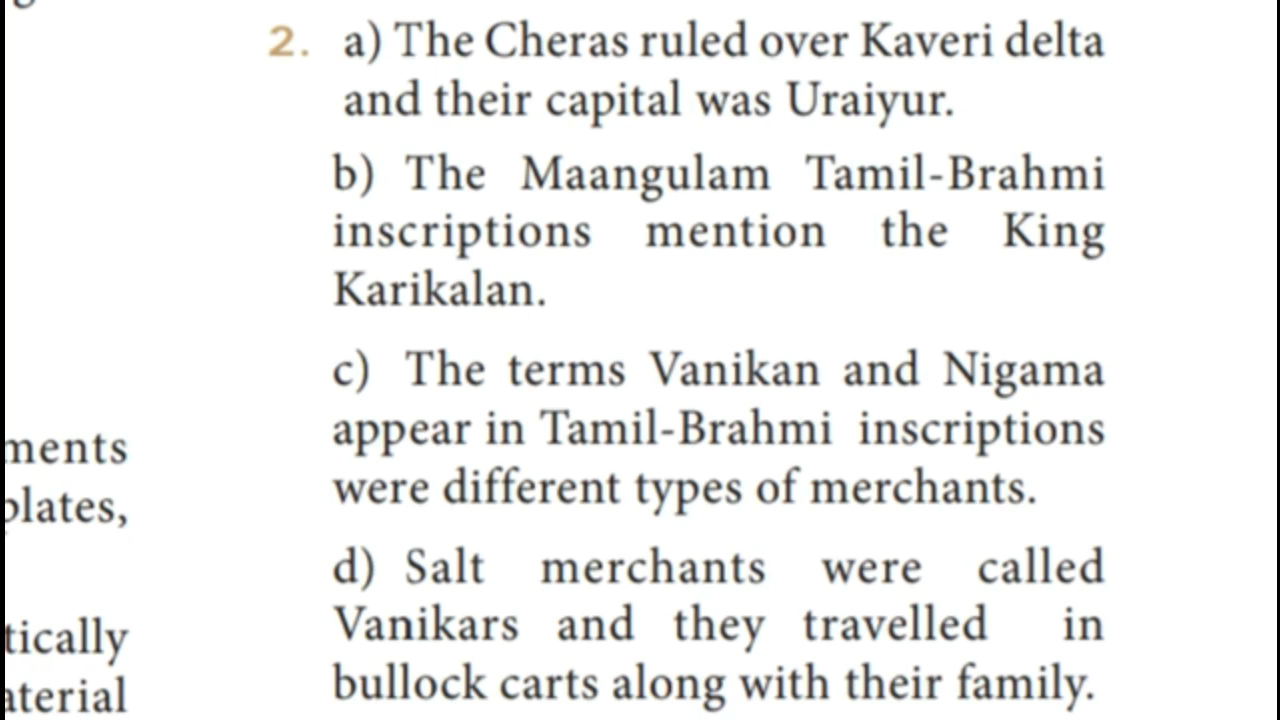 ments
plates,
tically
aterial
2. a) The Cheras ruled over Kaveri delta
and their capital was Uraiyur.
b) The Maangulam Tamil-Brahmi
inscriptions mention the King
Karikalan.
c) The terms Vanikan and Nigama
appear in Tamil-Brahmi inscriptions
were different types of merchants.
d) Salt merchants were called
Vanikars and they travelled in
bullock carts along with their family.